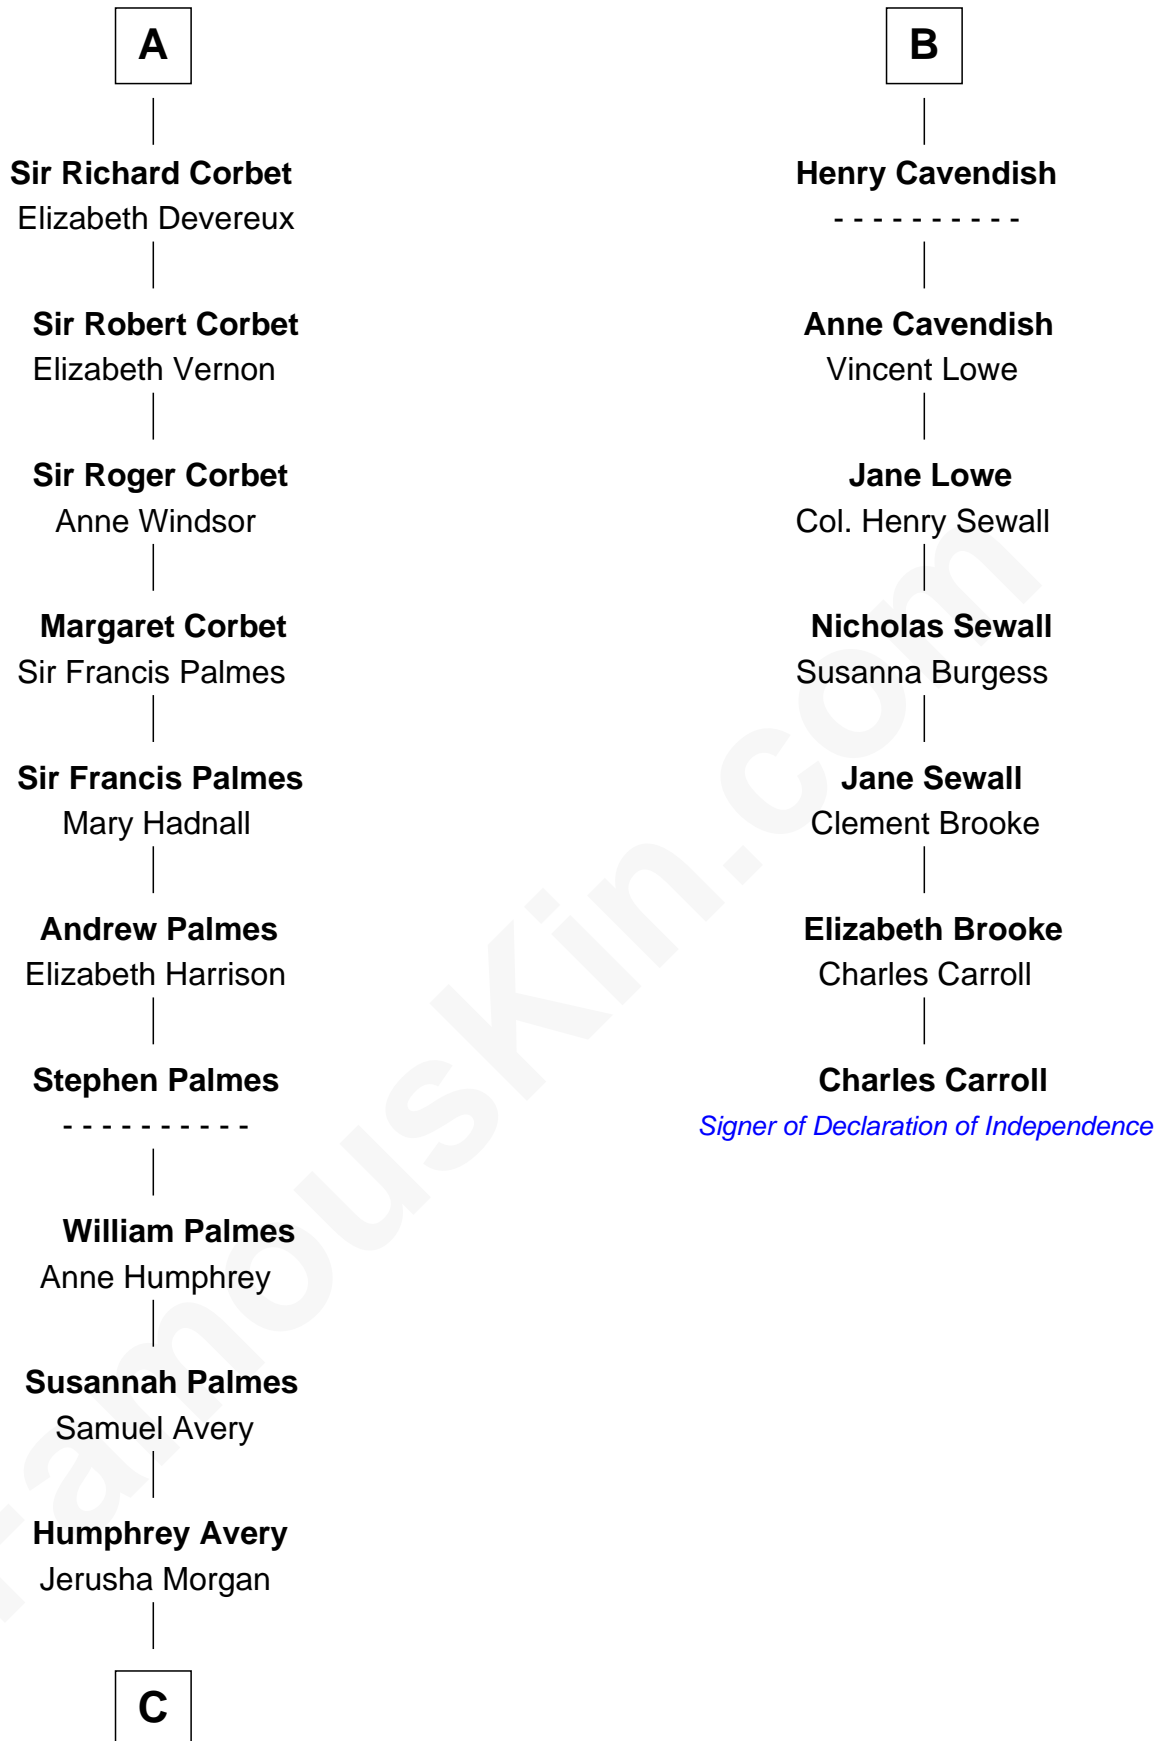 A
Sir Richard Corbet
Elizabeth Devereux
Sir Robert Corbet
Elizabeth Vernon
Sir Roger Corbet
Anne Windsor
Margaret Corbet
Sir Francis Palmes
Sir Francis Palmes
Mary Hadnall
Andrew Palmes
Elizabeth Harrison
Stephen Palmes
- - - - - - - - - -
William Palmes
Anne Humphrey
Susannah Palmes
Samuel Avery
Humphrey Avery
Jerusha Morgan
C
B
Henry Cavendish
- - - - - - - - - -
Anne Cavendish
Vincent Lowe
Jane Lowe
Col. Henry Sewall
Nicholas Sewall
Susanna Burgess
Jane Sewall
Clement Brooke
Elizabeth Brooke
Charles Carroll
Charles Carroll
Signer of Declaration of Independence
FamousKin.com